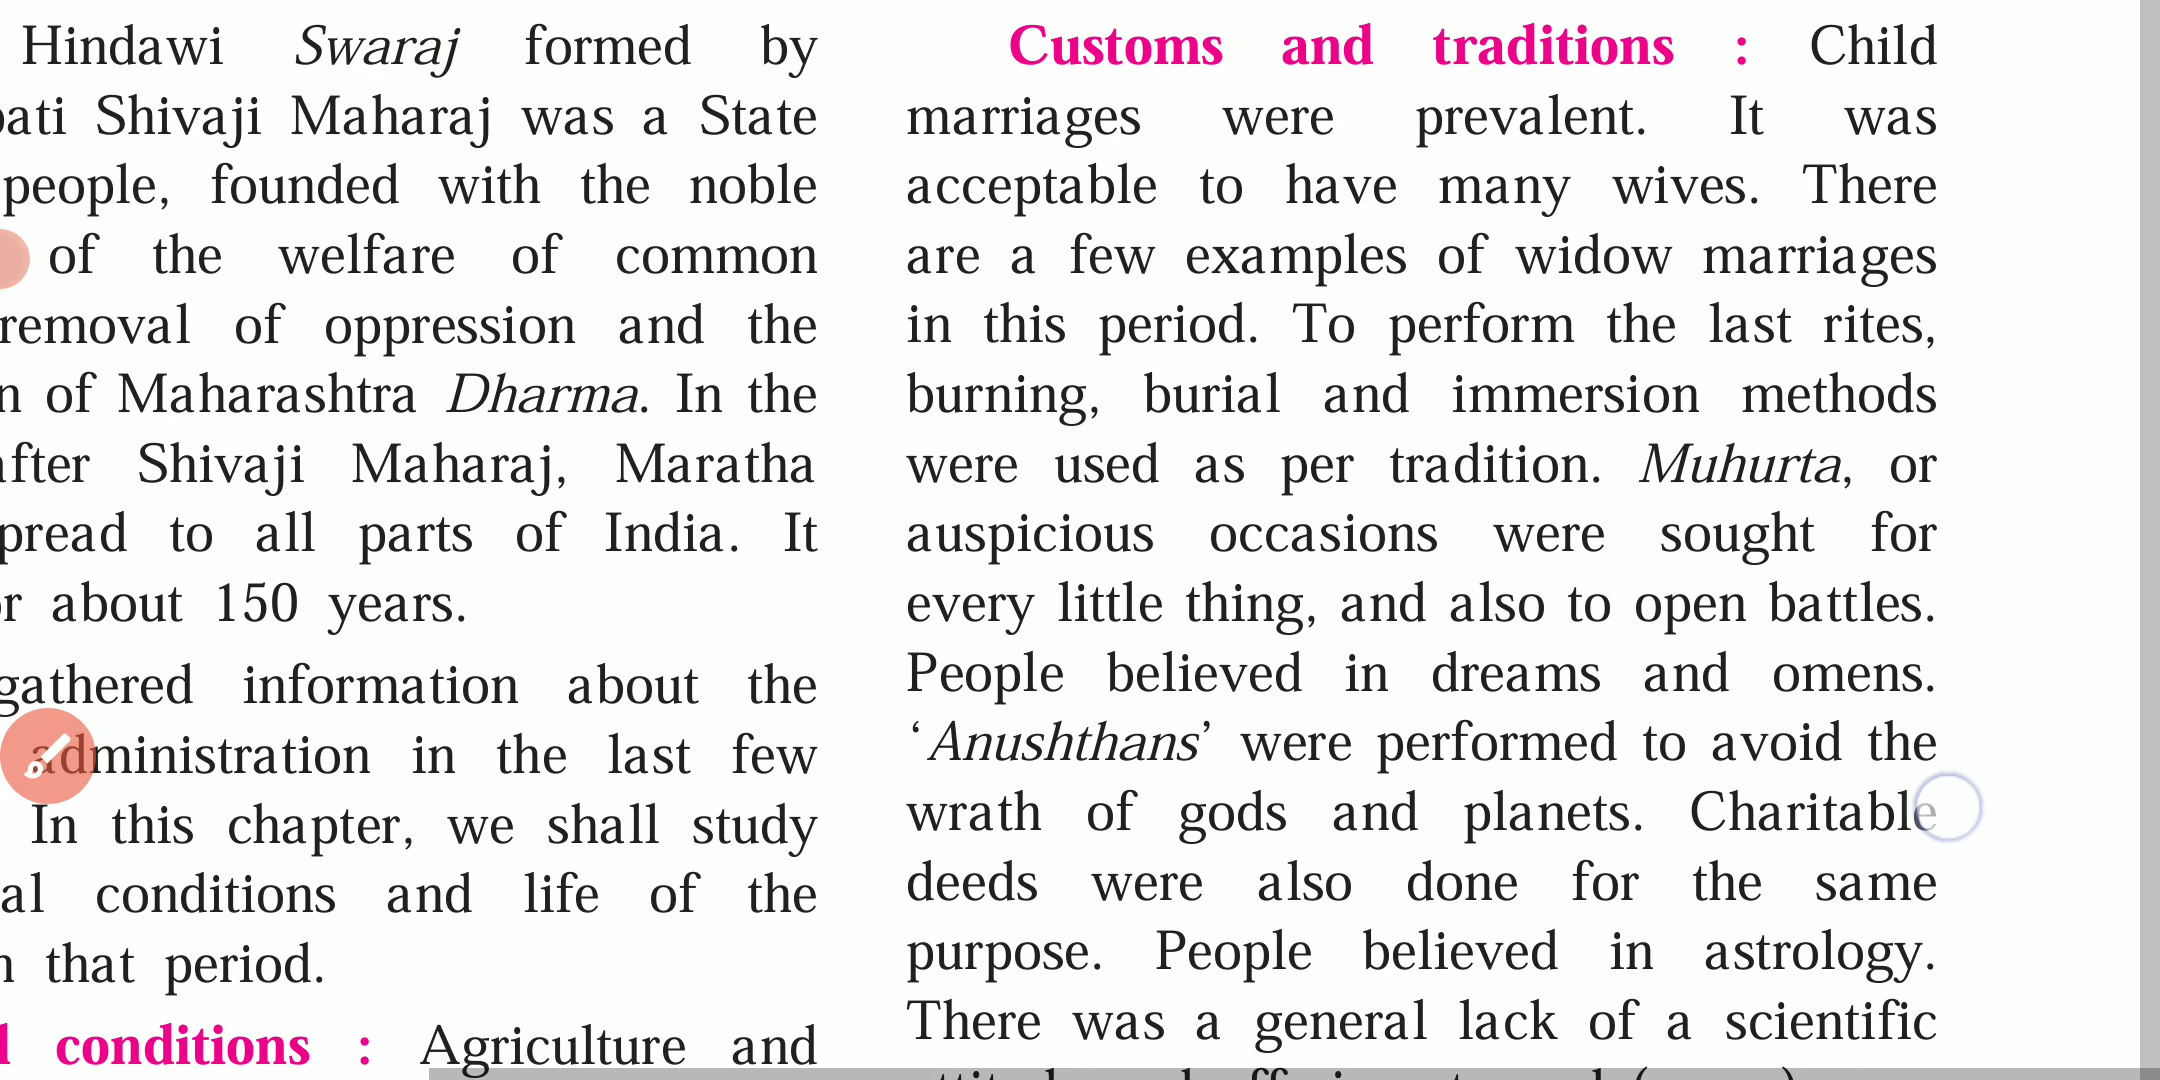 Hindawi Swaraj formed by
Shivaji Maharaj was a State
people, founded with the noble
of the welfare of common
removal of oppression and the
of Maharashtra Dharma. In the
after Shivaji Maharaj, Maratha
to all parts of India. It
about 150 years.
gathered information about the
administration in the last few
In this chapter, we shall study
conditions and life of the
that period.
conditions : Agriculture and
Customs and traditions : Child
marriages were prevalent. It was
acceptable to have many wives. There
are a few examples of widow marriages
in this period. To perform the last rites,
burning, burial and immersion methods
were used as per tradition. Muhurta, or
auspicious occasions were sought for
every little thing, and also to open battles.
People believed in dreams and omens.
‘Anushthans’ were performed to avoid the
wrath of gods and planets. Charitable
deeds were also done for the same
purpose. People believed in astrology.
There was a general lack of a scientific